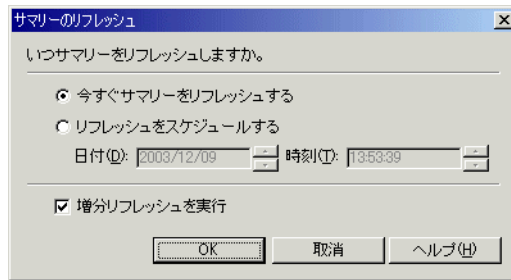 サマリーのリフレッシュ
いつサマリーをリフレッシュしますか。
今すぐサマリーをリフレッシュする
リフレッシュをスケジュールする
日付(D): 2003/12/09 時刻(T): 13:53:39
増分リフレッシュを実行
OK 取消 ヘルプ(H)